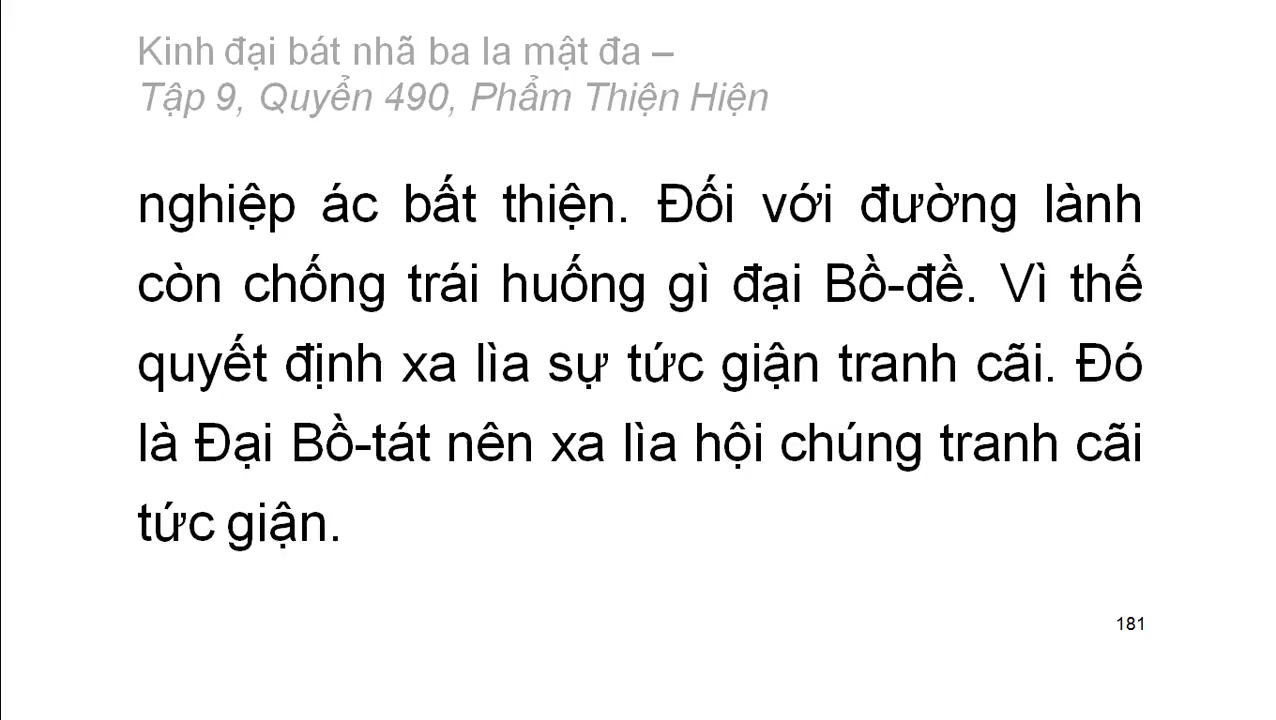 Kinh đại bát nhã ba la mật đa –
Tập 9, Quyển 490, Phẩm Thiện Hiện
nghiệp ác bất thiện. Đối với đường lành
còn chống trái huống gì đại Bồ-đề. Vì thế
quyết định xa lìa sự tức giận tranh cãi. Đó
là Đại Bồ-tát nên xa lìa hội chúng tranh cãi
tức giận.
181